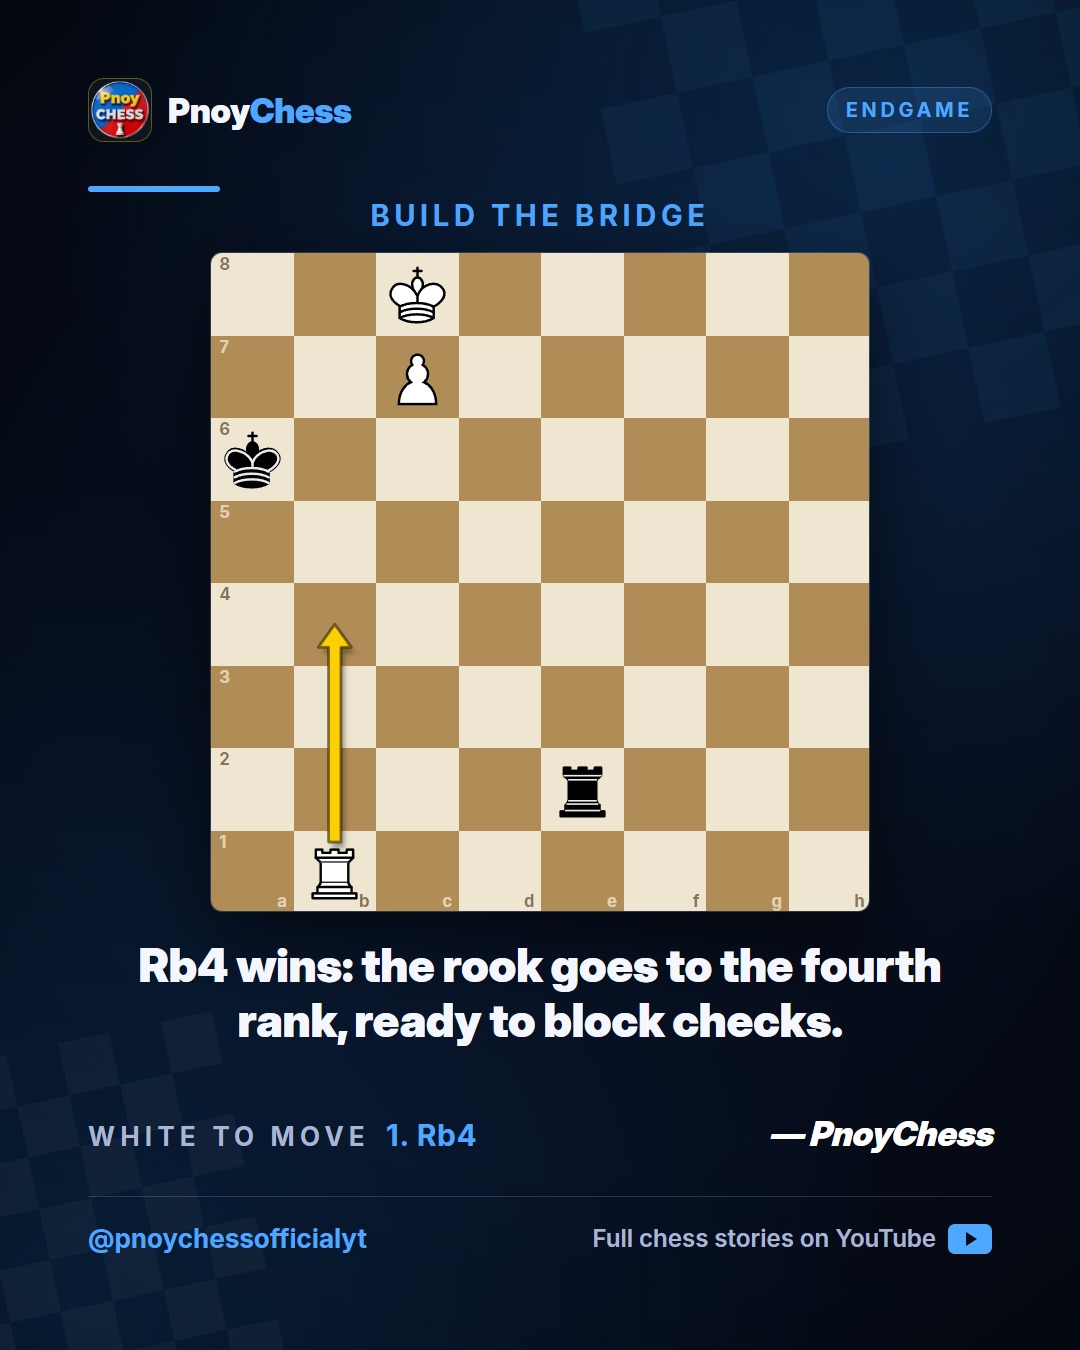 Pnoy
CHESS
PnoyChess
ENDGAME
BUILD THE BRIDGE
8
7
6
5
4
3
2
1
a b c d e f g h
Rb4 wins: the rook goes to the fourth
rank, ready to block checks.
WHITE TO MOVE 1. Rb4
— PnoyChess
@pnoychessofficialyt
Full chess stories on YouTube